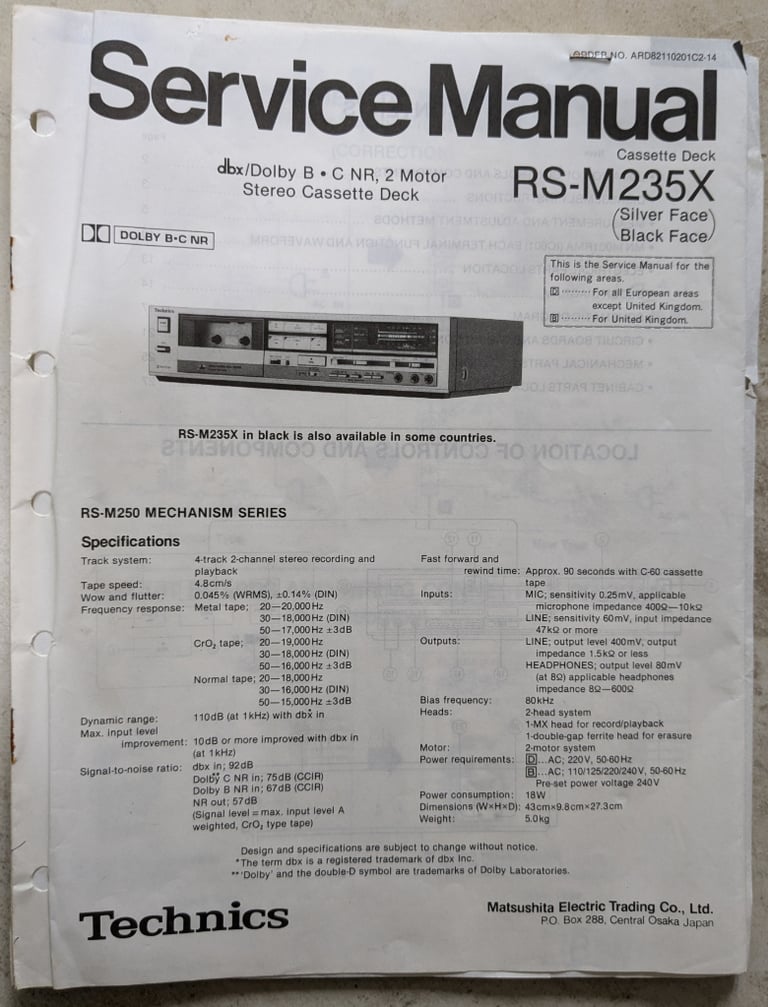 ORDER NO. ARD82110201C2-14
Service Manual
Cassette Deck
dbx/Dolby B • C NR, 2 Motor
Stereo Cassette Deck
RS-M235X
(Silver Face
Black Face)
DOLBY B•C NR
This is the Service Manual for the
following areas.
D ········· For all European areas
except United Kingdom.
B ········· For United Kingdom.
Technics
RS-M235X in black is also available in some countries.
RS-M250 MECHANISM SERIES
Specifications
Track system: 4-track 2-channel stereo recording and
playback
Tape speed: 4.8cm/s
Wow and flutter: 0.045% (WRMS), ±0.14% (DIN)
Frequency response: Metal tape; 20—20,000Hz
30—18,000Hz (DIN)
50—17,000Hz ±3dB
CrO₂ tape; 20—19,000Hz
30—18,000Hz (DIN)
50—16,000Hz ±3dB
Normal tape; 20—18,000Hz
30—16,000Hz (DIN)
50—15,000Hz ±3dB
Dynamic range: 110dB (at 1kHz) with dbx* in
Max. input level
improvement: 10dB or more improved with dbx in
(at 1kHz)
Signal-to-noise ratio: dbx in; 92dB
Dolby** C NR in; 75dB (CCIR)
Dolby B NR in; 67dB (CCIR)
NR out; 57dB
(Signal level = max. input level A
weighted, CrO₂ type tape)
Fast forward and
rewind time: Approx. 90 seconds with C-60 cassette
tape
Inputs: MIC; sensitivity 0.25mV, applicable
microphone impedance 400Ω—10kΩ
LINE; sensitivity 60mV, input impedance
47kΩ or more
Outputs: LINE; output level 400mV, output
impedance 1.5kΩ or less
HEADPHONES; output level 80mV
(at 8Ω) applicable headphones
impedance 8Ω—600Ω
Bias frequency: 80kHz
Heads: 2-head system
1-MX head for record/playback
1-double-gap ferrite head for erasure
Motor: 2-motor system
Power requirements: D...AC; 220V, 50-60Hz
B...AC; 110/125/220/240V, 50-60Hz
Pre-set power voltage 240V
Power consumption: 18W
Dimensions (W×H×D): 43cm×9.8cm×27.3cm
Weight: 5.0kg
Design and specifications are subject to change without notice.
*The term dbx is a registered trademark of dbx Inc.
**'Dolby' and the double-D symbol are trademarks of Dolby Laboratories.
Technics
Matsushita Electric Trading Co., Ltd.
P.O. Box 288, Central Osaka Japan